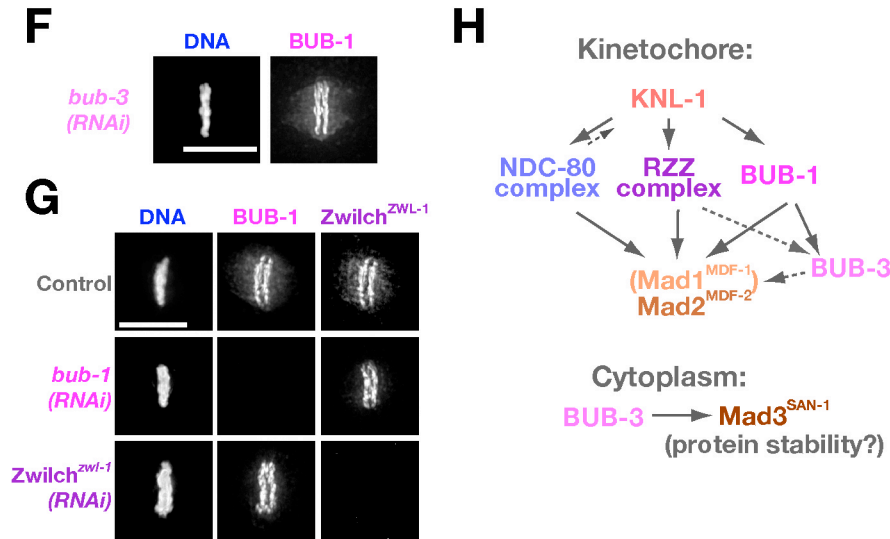 F
DNA BUB-1
bub-3
(RNAi)
G
DNA BUB-1 Zwilch^ZWL-1
Control
bub-1
(RNAi)
Zwilch^zwl-1
(RNAi)
H
Kinetochore:
KNL-1
NDC-80
complex
RZZ
complex
BUB-1
BUB-3
(Mad1^MDF-1)
Mad2^MDF-2
Cytoplasm:
BUB-3 Mad3^SAN-1
(protein stability?)